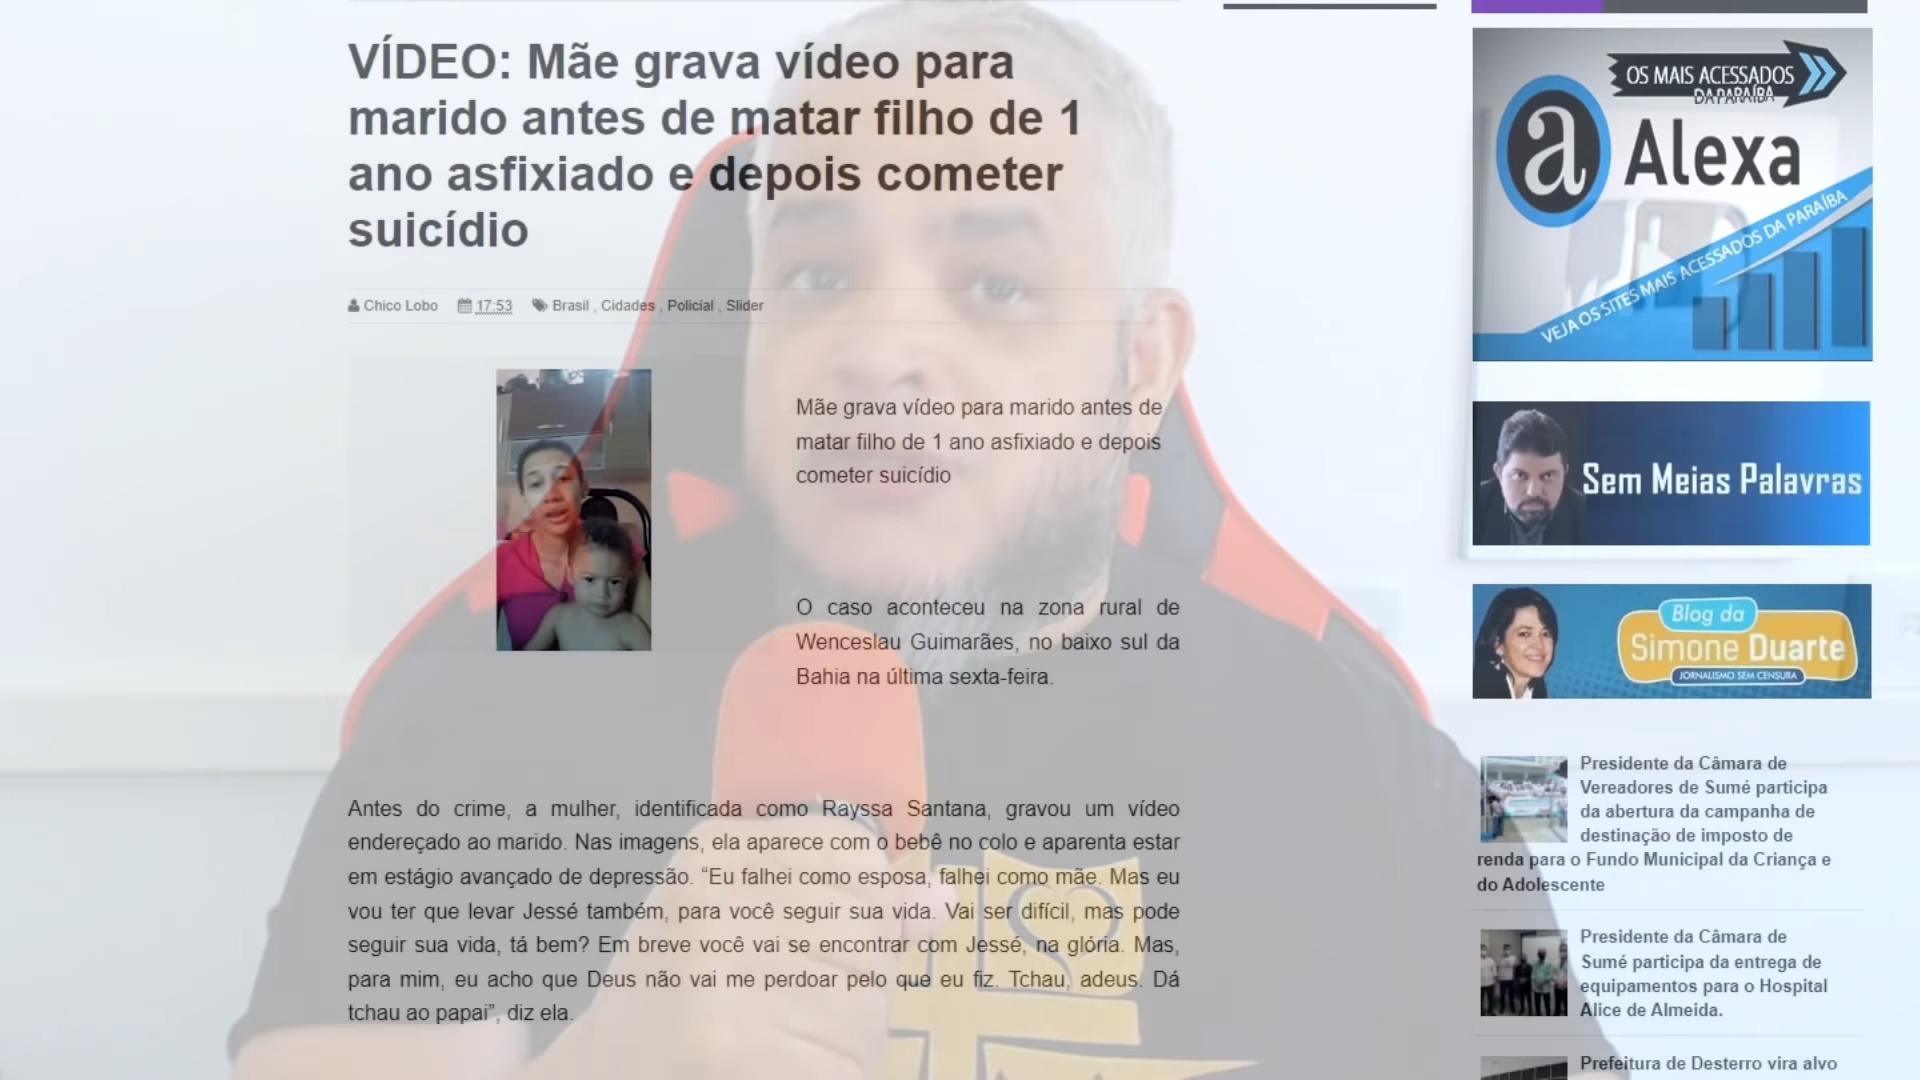 VÍDEO: Mãe grava vídeo para
marido antes de matar filho de 1
ano asfixiado e depois cometer
suicídio
Chico Lobo 17:53 Brasil , Cidades , Policial , Slider
Mãe grava vídeo para marido antes de
matar filho de 1 ano asfixiado e depois
cometer suicídio
O caso aconteceu na zona rural de
Wenceslau Guimarães, no baixo sul da
Bahia na última sexta-feira.
Antes do crime, a mulher, identificada como Rayssa Santana, gravou um vídeo
endereçado ao marido. Nas imagens, ela aparece com o bebê no colo e aparenta estar
em estágio avançado de depressão. “Eu falhei como esposa, falhei como mãe. Mas eu
vou ter que levar Jessé também, para você seguir sua vida. Vai ser difícil, mas pode
seguir sua vida, tá bem? Em breve você vai se encontrar com Jessé, na glória. Mas,
para mim, eu acho que Deus não vai me perdoar pelo que eu fiz. Tchau, adeus. Dá
tchau ao papai”, diz ela.
OS MAIS ACESSADOS
DA PARAÍBA
a Alexa
VEJA OS SITES MAIS ACESSADOS DA PARAÍBA
Sem Meias Palavras
Blog da
Simone Duarte
JORNALISMO SEM CENSURA
Presidente da Câmara de
Vereadores de Sumé participa
da abertura da campanha de
destinação de imposto de
renda para o Fundo Municipal da Criança e
do Adolescente
Presidente da Câmara de
Sumé participa da entrega de
equipamentos para o Hospital
Alice de Almeida.
Prefeitura de Desterro vira alvo